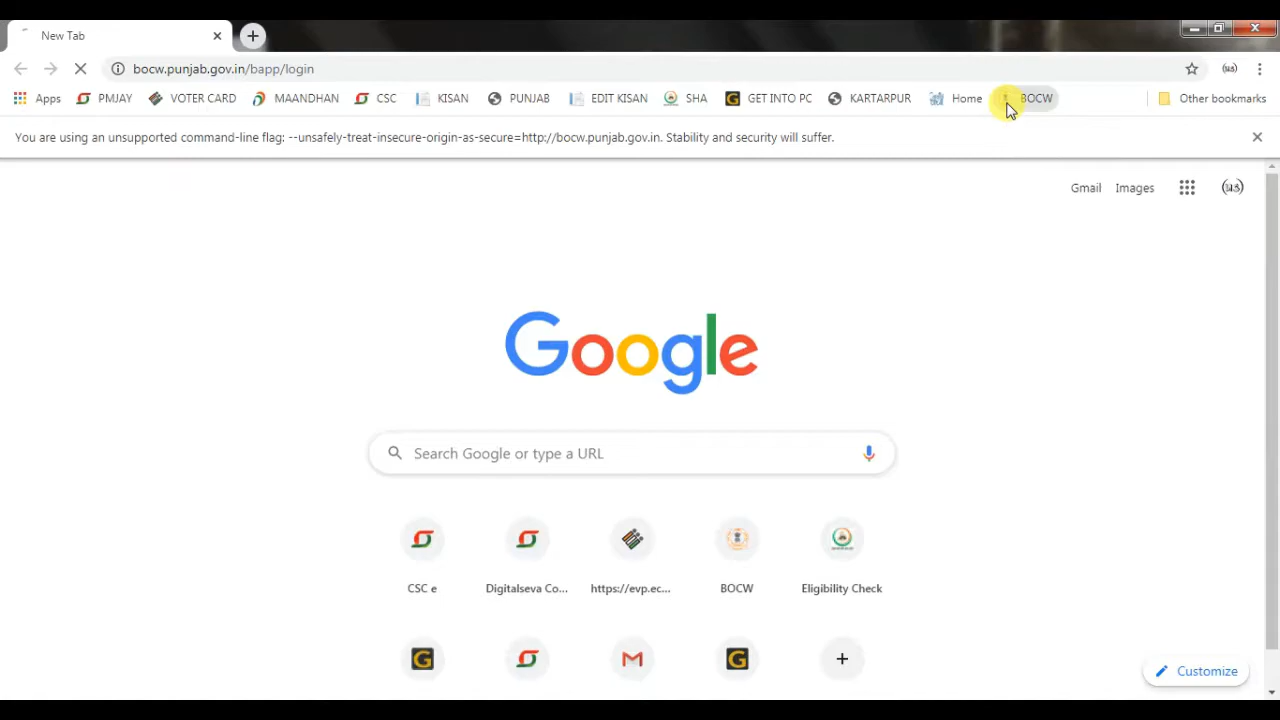 New Tab
bocw.punjab.gov.in/bapp/login
Apps PMJAY VOTER CARD MAANDHAN CSC KISAN PUNJAB EDIT KISAN SHA GET INTO PC KARTARPUR Home BOCW Other bookmarks
You are using an unsupported command-line flag: --unsafely-treat-insecure-origin-as-secure=http://bocw.punjab.gov.in. Stability and security will suffer.
Gmail Images
Google
Search Google or type a URL
CSC e Digitalseva Co... https://evp.ec... BOCW Eligibility Check
Customize